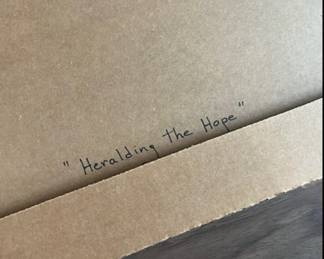 "Heralding the Hope"